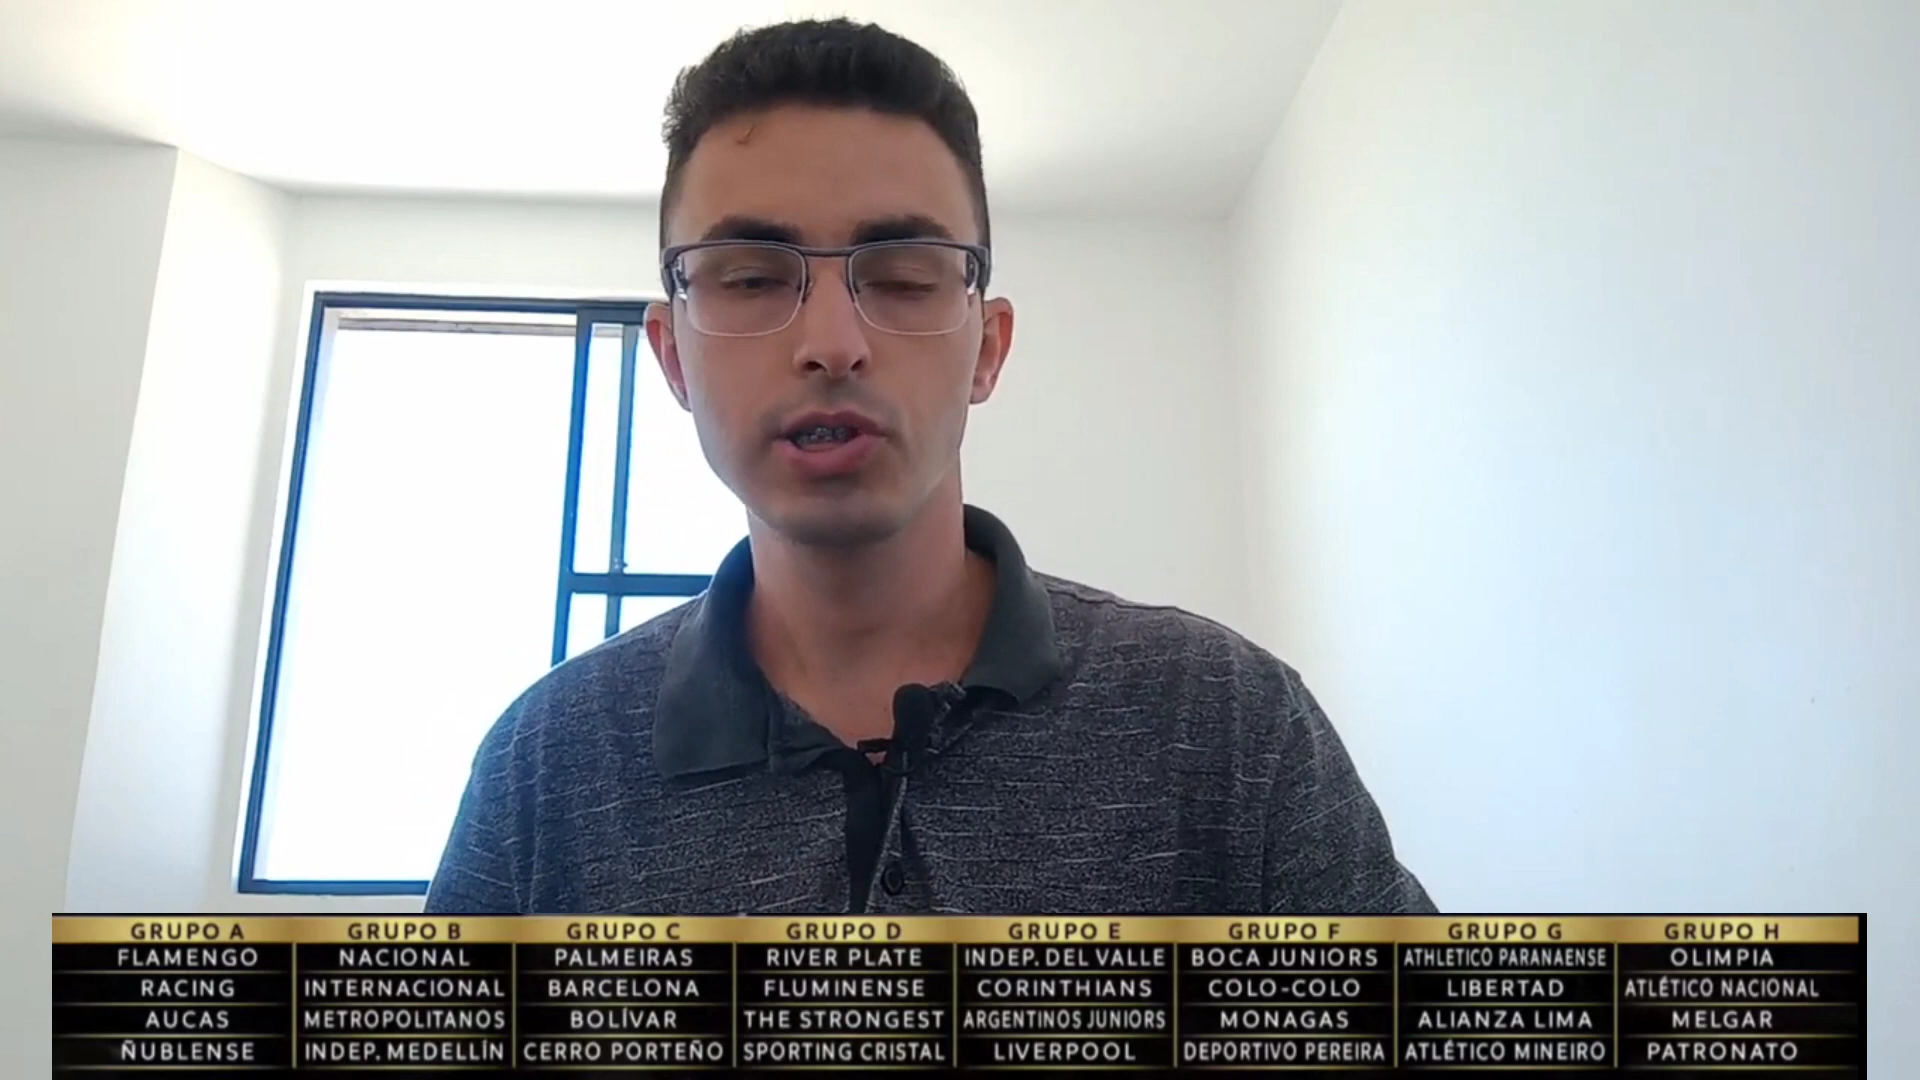 GRUPO A GRUPO B GRUPO C GRUPO D GRUPO E GRUPO F GRUPO G GRUPO H
FLAMENGO NACIONAL PALMEIRAS RIVER PLATE INDEP. DEL VALLE BOCA JUNIORS ATHLETICO PARANAENSE OLIMPIA
RACING INTERNACIONAL BARCELONA FLUMINENSE CORINTHIANS COLO-COLO LIBERTAD ATLÉTICO NACIONAL
AUCAS METROPOLITANOS BOLÍVAR THE STRONGEST ARGENTINOS JUNIORS MONAGAS ALIANZA LIMA MELGAR
ÑUBLENSE INDEP. MEDELLÍN CERRO PORTEÑO SPORTING CRISTAL LIVERPOOL DEPORTIVO PEREIRA ATLÉTICO MINEIRO PATRONATO